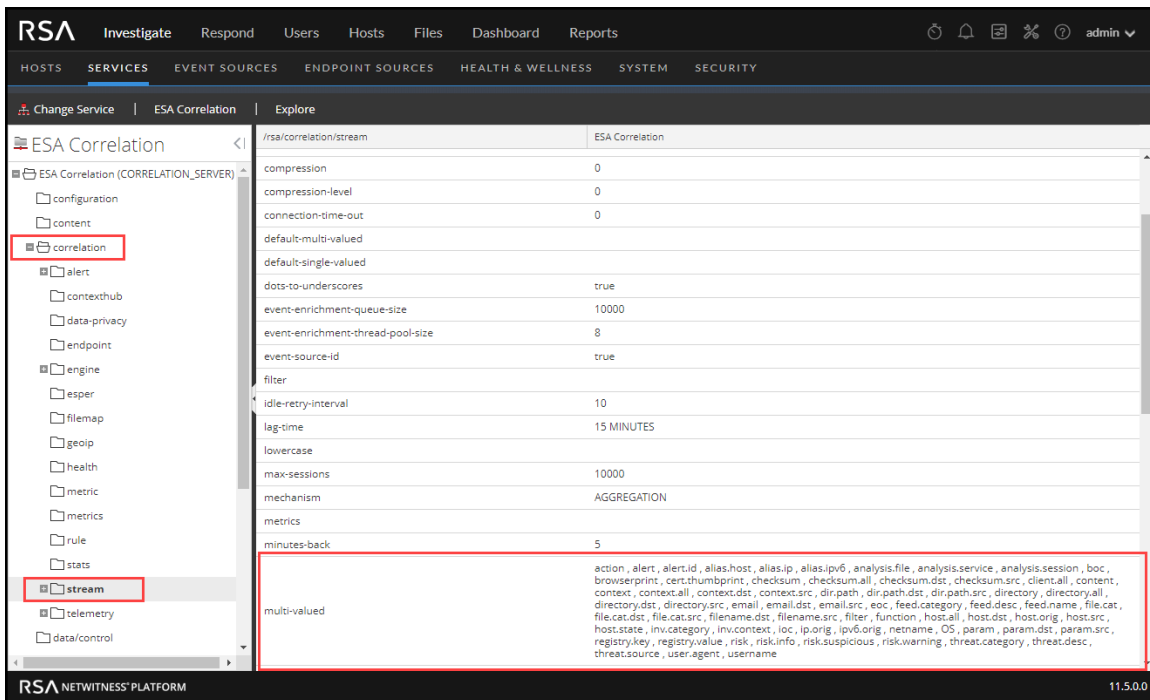 RSA Investigate Respond Users Hosts Files Dashboard Reports admin
HOSTS SERVICES EVENT SOURCES ENDPOINT SOURCES HEALTH & WELLNESS SYSTEM SECURITY
Change Service | ESA Correlation | Explore
ESA Correlation
ESA Correlation (CORRELATION_SERVER)
configuration
content
correlation
alert
contexthub
data-privacy
endpoint
engine
esper
filemap
geoip
health
metric
metrics
rule
stats
stream
telemetry
data/control
/rsa/correlation/stream ESA Correlation
compression 0
compression-level 0
connection-time-out 0
default-multi-valued
default-single-valued
dots-to-underscores true
event-enrichment-queue-size 10000
event-enrichment-thread-pool-size 8
event-source-id true
filter
idle-retry-interval 10
lag-time 15 MINUTES
lowercase
max-sessions 10000
mechanism AGGREGATION
metrics
minutes-back 5
multi-valued
action , alert , alert.id , alias.host , alias.ip , alias.ipv6 , analysis.file , analysis.service , analysis.session , boc ,
browserprint , cert.thumbprint , checksum , checksum.all , checksum.dst , checksum.src , client.all , content ,
context , context.all , context.dst , context.src , dir.path , dir.path.dst , dir.path.src , directory , directory.all ,
directory.dst , directory.src , email , email.dst , email.src , eoc , feed.category , feed.desc , feed.name , file.cat ,
file.cat.dst , file.cat.src , filename.dst , filename.src , filter , function , host.all , host.dst , host.orig , host.src ,
host.state , inv.category , inv.context , ioc , ip.orig , ipv6.orig , netname , OS , param , param.dst , param.src ,
registry.key , registry.value , risk , risk.info , risk.suspicious , risk.warning , threat.category , threat.desc ,
threat.source , user.agent , username
RSA NETWITNESS® PLATFORM 11.5.0.0